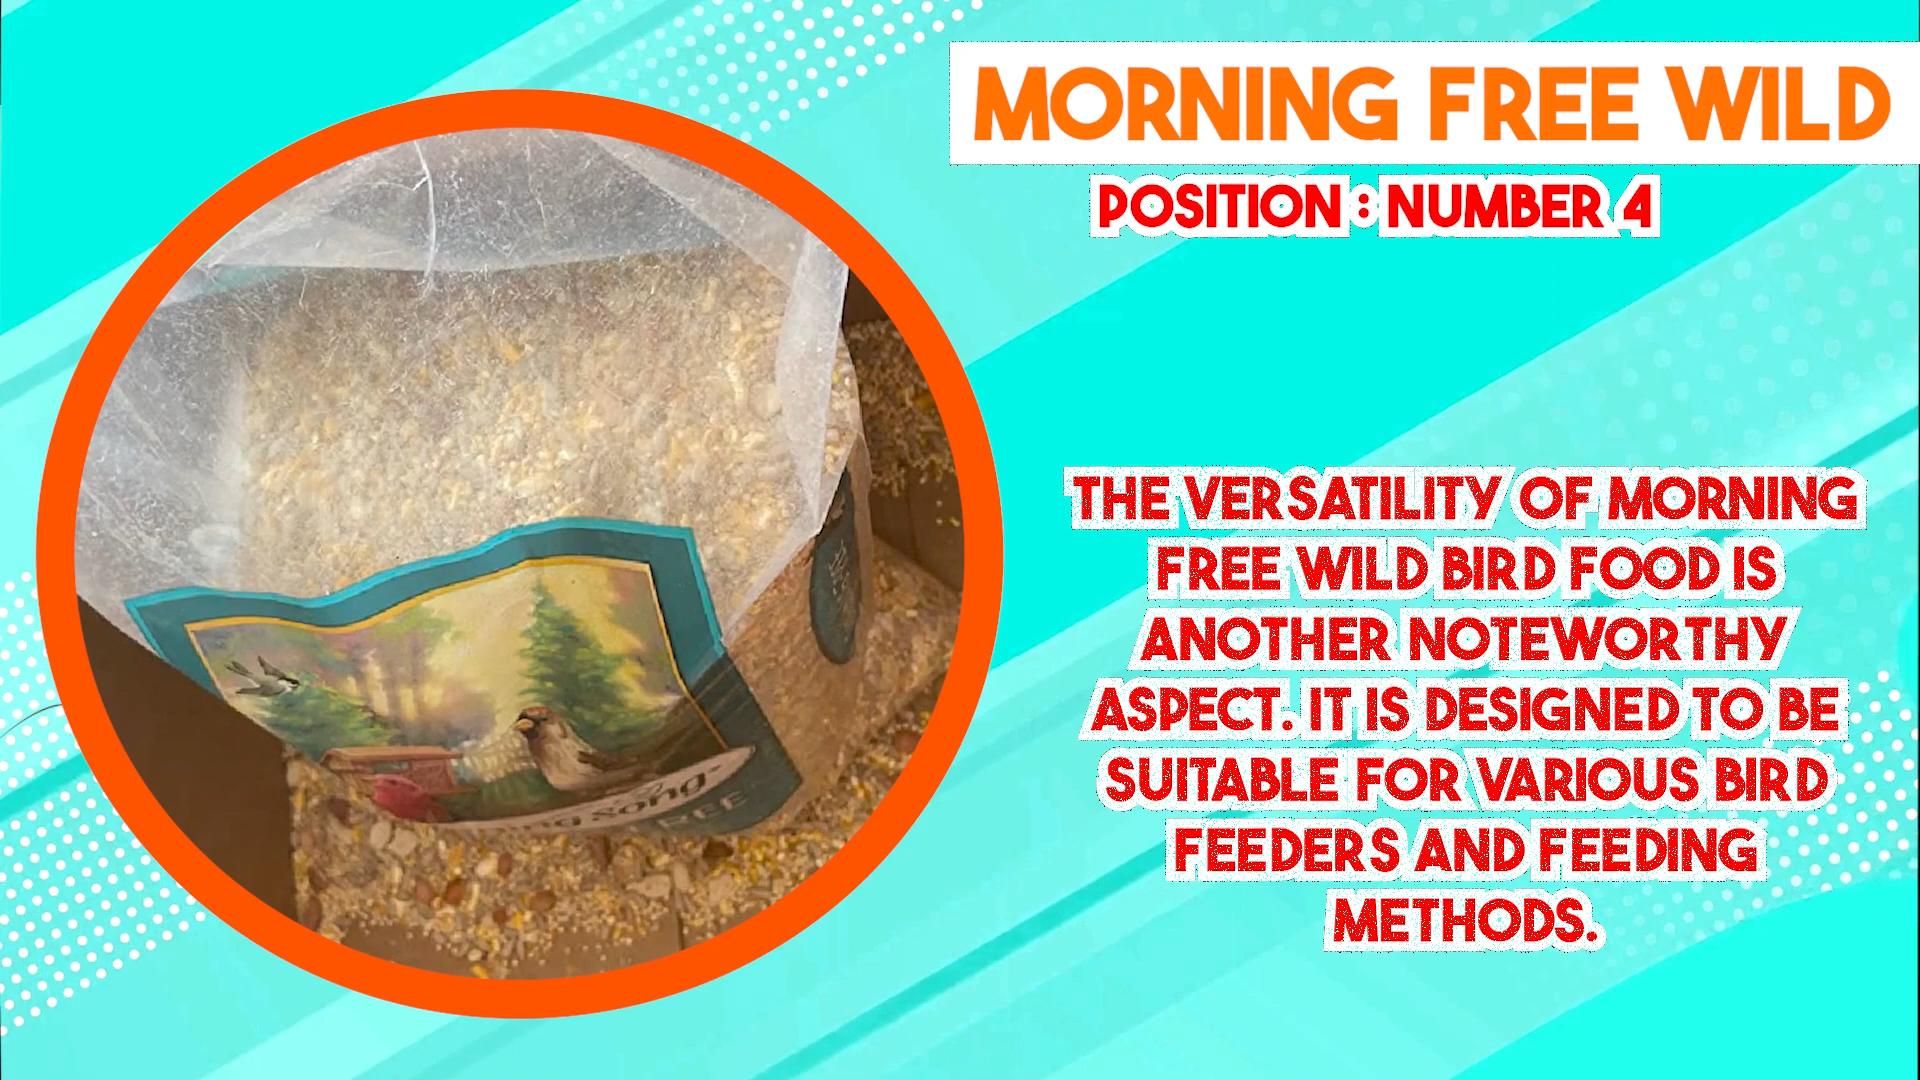 MORNING FREE WILD
POSITION : NUMBER 4
THE VERSATILITY OF MORNING
FREE WILD BIRD FOOD IS
ANOTHER NOTEWORTHY
ASPECT. IT IS DESIGNED TO BE
SUITABLE FOR VARIOUS BIRD
FEEDERS AND FEEDING
METHODS.
Song